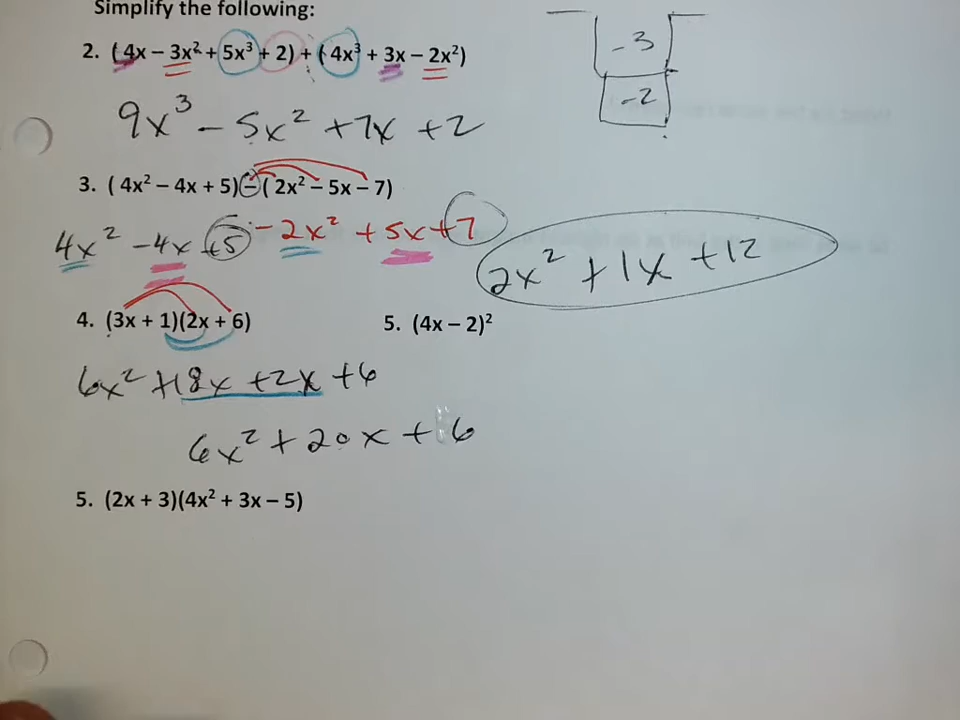 Simplify the following:
2. (4x − 3x² + 5x³ + 2) + (4x³ + 3x − 2x²)
-3
-2
9x³ - 5x² + 7x + 2
3. (4x² − 4x + 5) − (2x² − 5x − 7)
4x² - 4x + 5 - 2x² + 5x + 7
2x² + 1x + 12
4. (3x + 1)(2x + 6)
5. (4x − 2)²
6x² + 18x + 2x + 6
6x² + 20x + 6
5. (2x + 3)(4x² + 3x − 5)